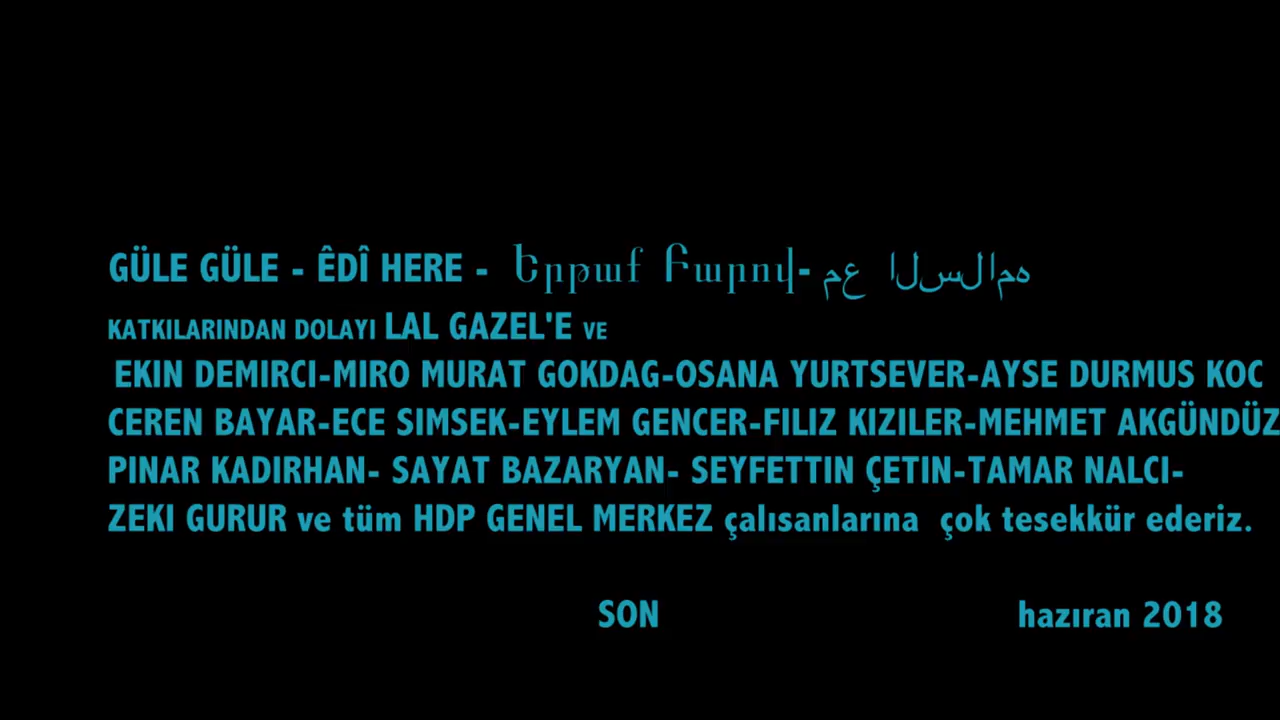 GÜLE GÜLE - ÊDÎ HERE - Երթաք Բարով- مع السلامه
KATKILARINDAN DOLAYI LAL GAZEL'E VE
EKIN DEMIRCI-MIRO MURAT GOKDAG-OSANA YURTSEVER-AYSE DURMUS KOC
CEREN BAYAR-ECE SIMSEK-EYLEM GENCER-FILIZ KIZILER-MEHMET AKGÜNDÜZ
PINAR KADIRHAN- SAYAT BAZARYAN- SEYFETTIN ÇETIN-TAMAR NALCI-
ZEKI GURUR ve tüm HDP GENEL MERKEZ çalısanlarına çok tesekkür ederiz.
SON haziran 2018